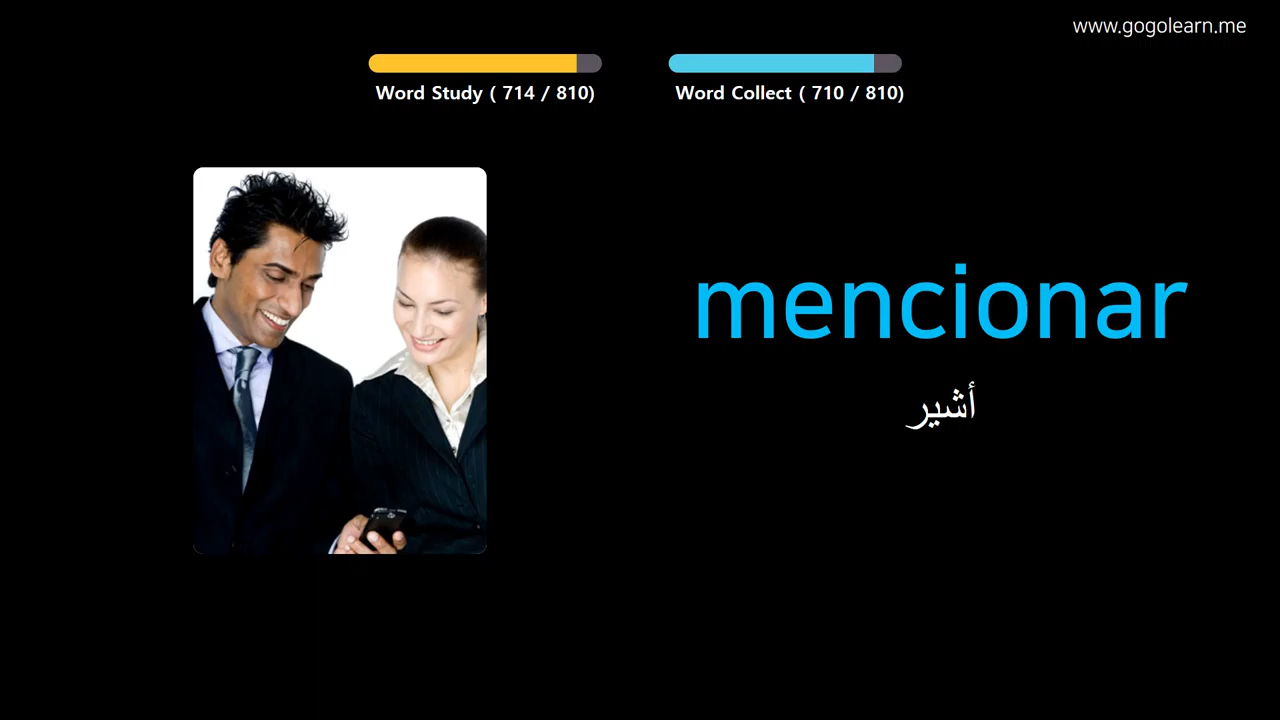 www.gogolearn.me
Word Study ( 714 / 810)
Word Collect ( 710 / 810)
mencionar
أشير